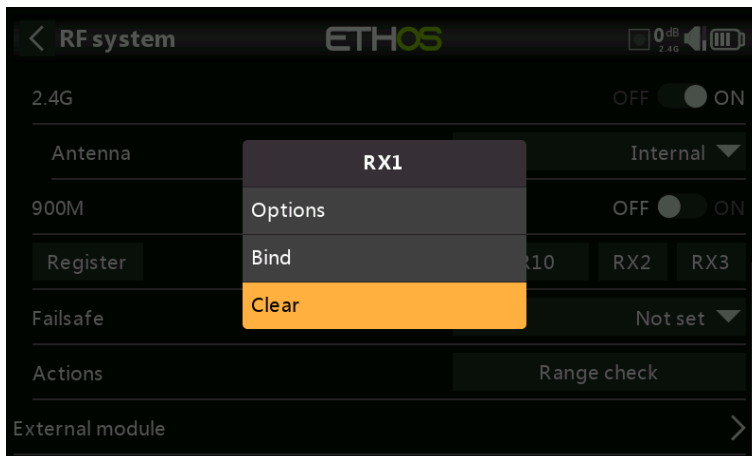 RF system ETHOS 0dB 2.4G
2.4G OFF ON
Antenna Internal
RX1
900M OFF ON
Options
Register R10 RX2 RX3
Bind
Clear
Failsafe Not set
Actions Range check
External module